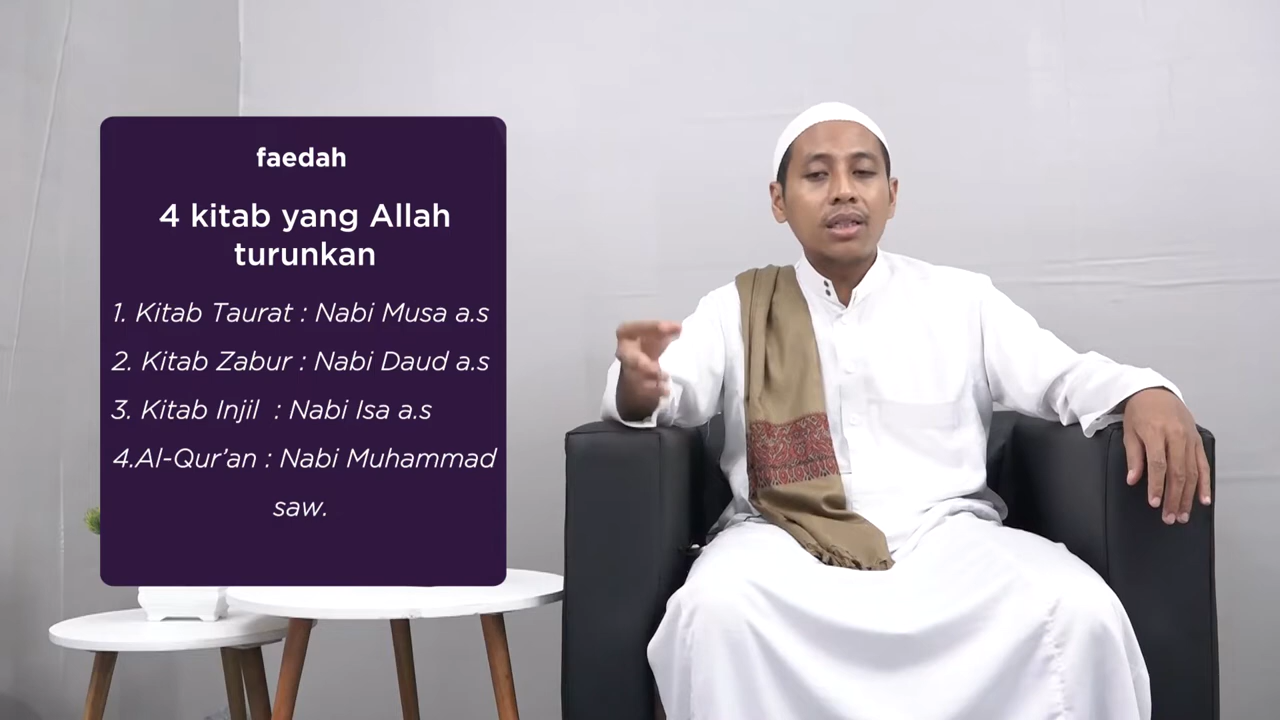 faedah
4 kitab yang Allah
turunkan
1. Kitab Taurat : Nabi Musa a.s
2. Kitab Zabur : Nabi Daud a.s
3. Kitab Injil : Nabi Isa a.s
4.Al-Qur’an : Nabi Muhammad
saw.